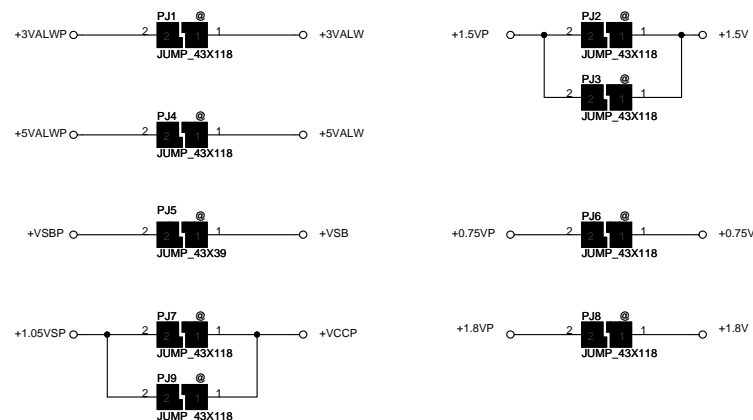 PJ1 @
+3VALWP 2 2 1 1 +3VALW
JUMP_43X118
PJ4 @
+5VALWP 2 2 1 1 +5VALW
JUMP_43X118
PJ5 @
+VSBP 2 2 1 1 +VSB
JUMP_43X39
PJ7 @
+1.05VSP 2 2 1 1 +VCCP
JUMP_43X118
PJ9 @
2 2 1 1
JUMP_43X118
PJ2 @
+1.5VP 2 2 1 1 +1.5V
JUMP_43X118
PJ3 @
2 2 1 1
JUMP_43X118
PJ6 @
+0.75VP 2 2 1 1 +0.75V
JUMP_43X118
PJ8 @
+1.8VP 2 2 1 1 +1.8V
JUMP_43X118